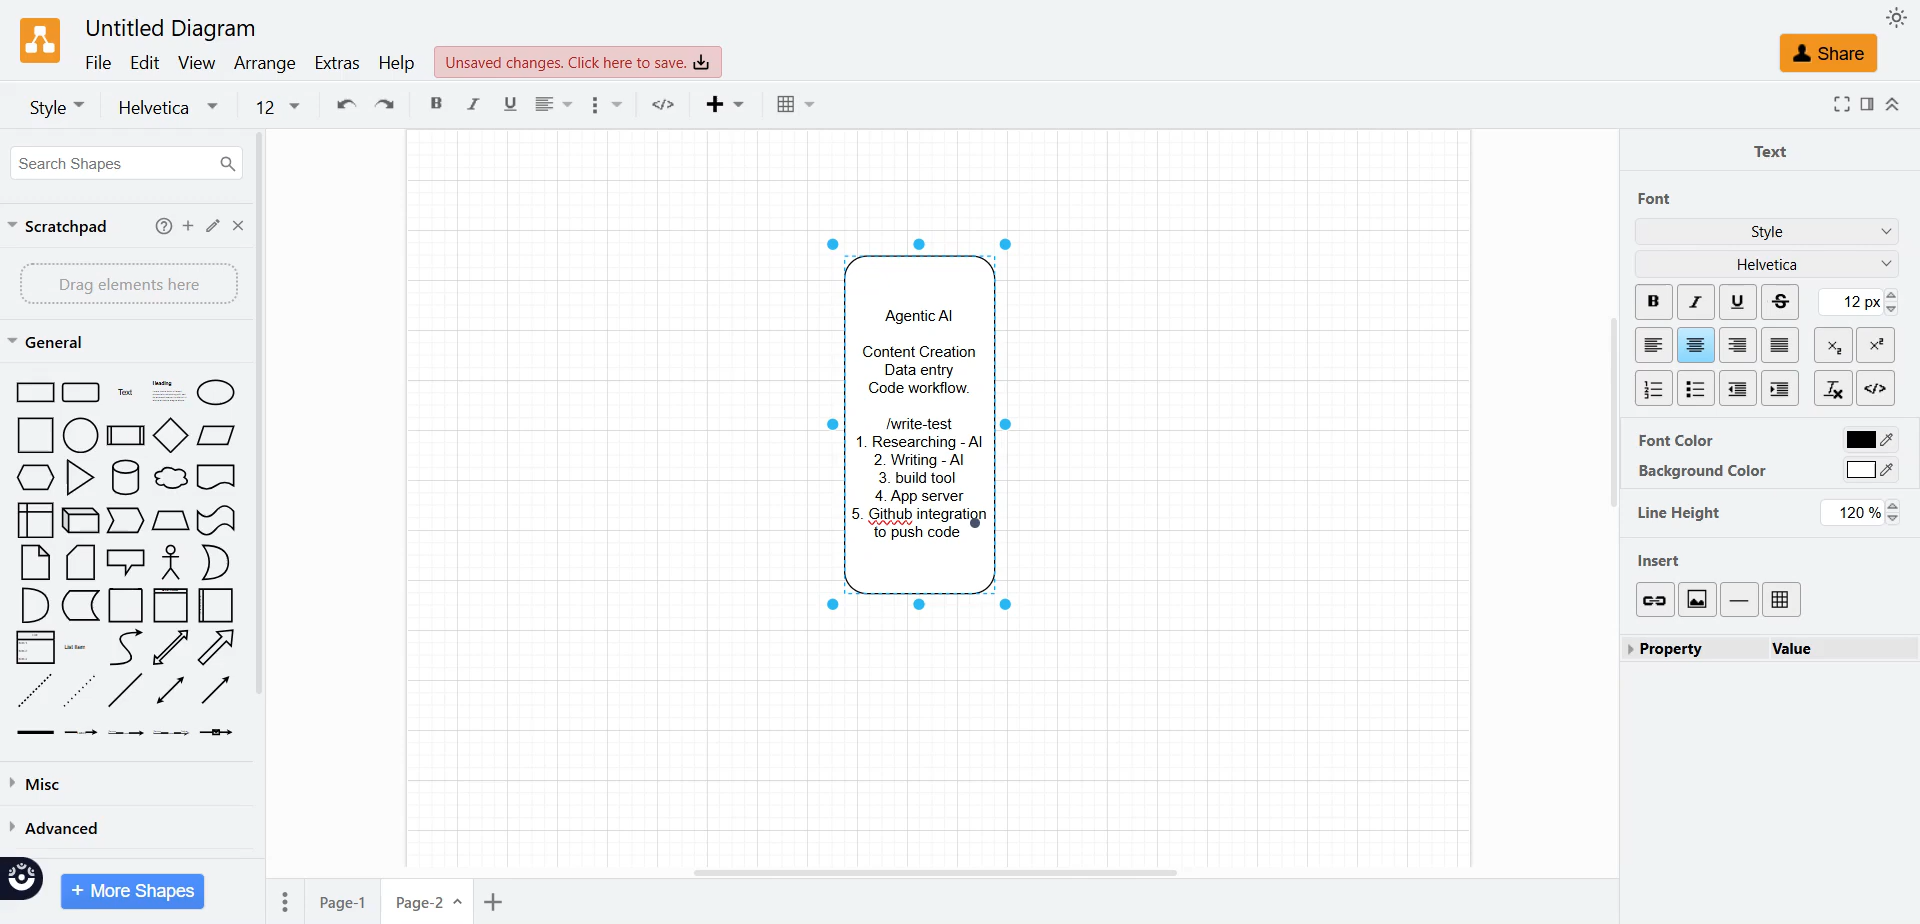 Untitled Diagram
File Edit View Arrange Extras Help Unsaved changes. Click here to save.
Share
Style Helvetica 12 B I U </>
Search Shapes
Scratchpad
Drag elements here
General
Text
Heading
List Item
Misc
Advanced
+ More Shapes
Agentic AI
Content Creation
Data entry
Code workflow.
/write-test
1. Researching - AI
2. Writing - AI
3. build tool
4. App server
5. Github integration
to push code
Page-1 Page-2
Text
Font
Style
Helvetica
B I U S 12 px
Font Color
Background Color
Line Height 120 %
Insert
Property Value